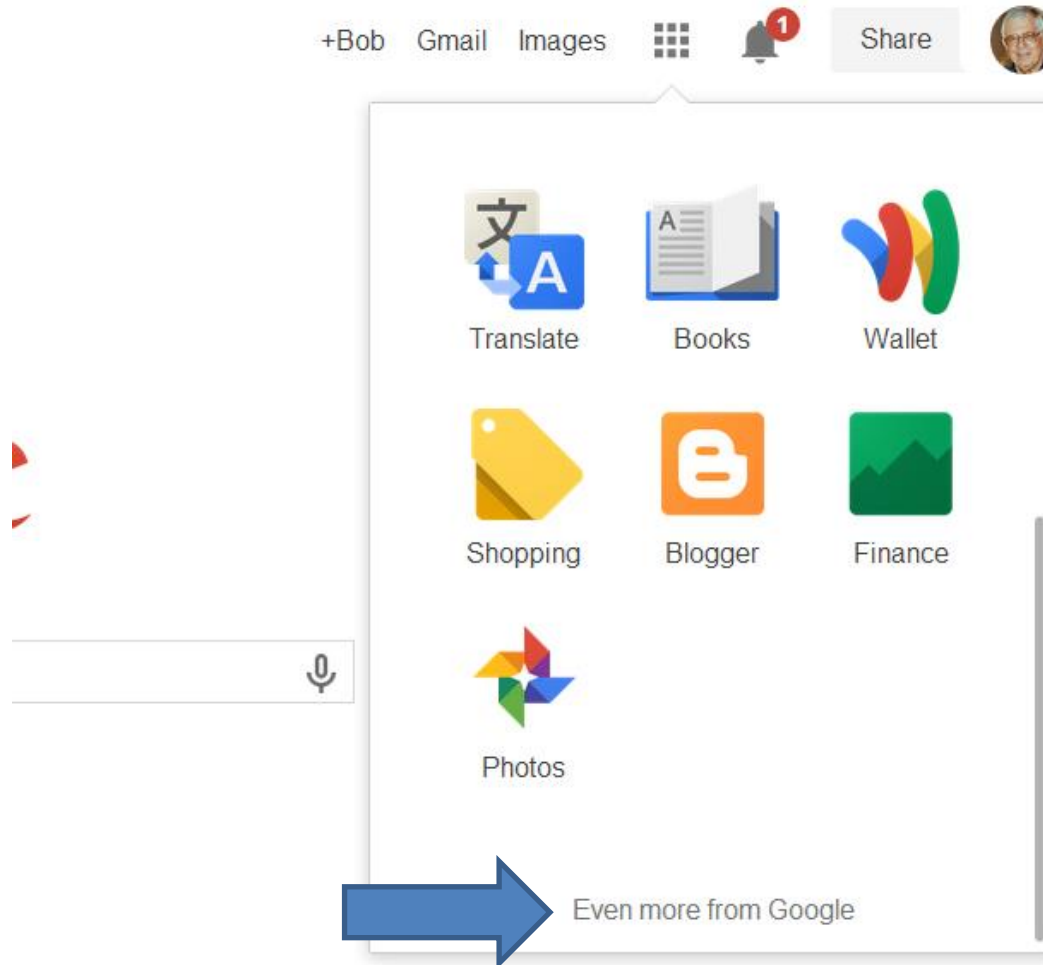 +Bob Gmail Images 1 Share
文 A A
Translate Books Wallet
Shopping Blogger Finance
Photos
Even more from Google